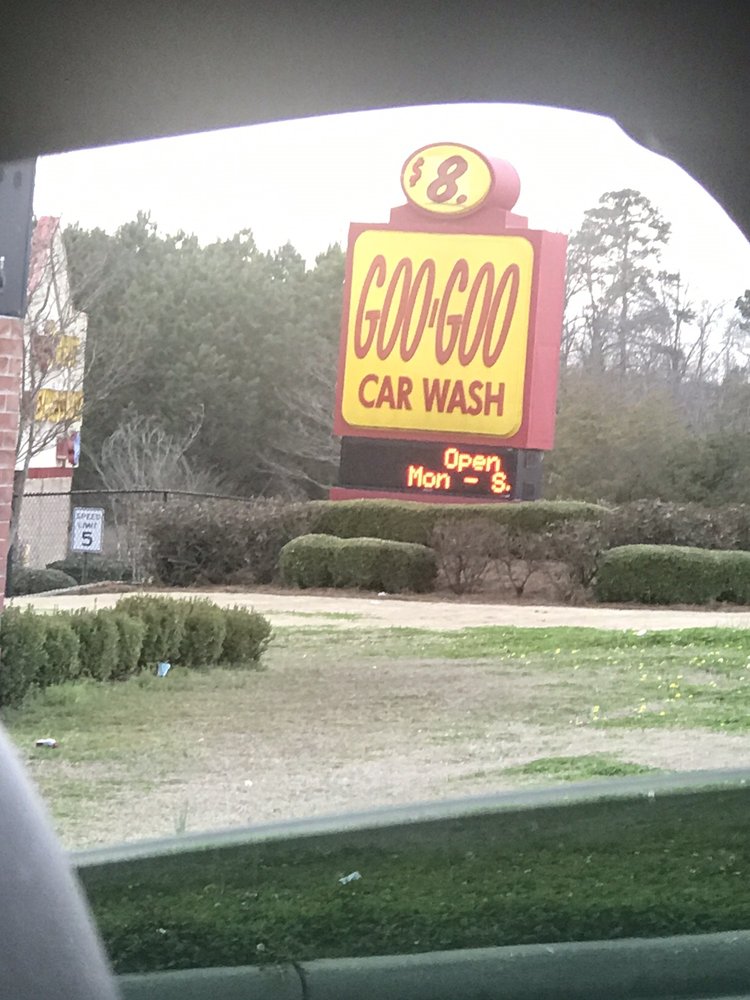 $8.
GOO-GOO
CAR WASH
Open
Mon - S.
SPEED
LIMIT
5